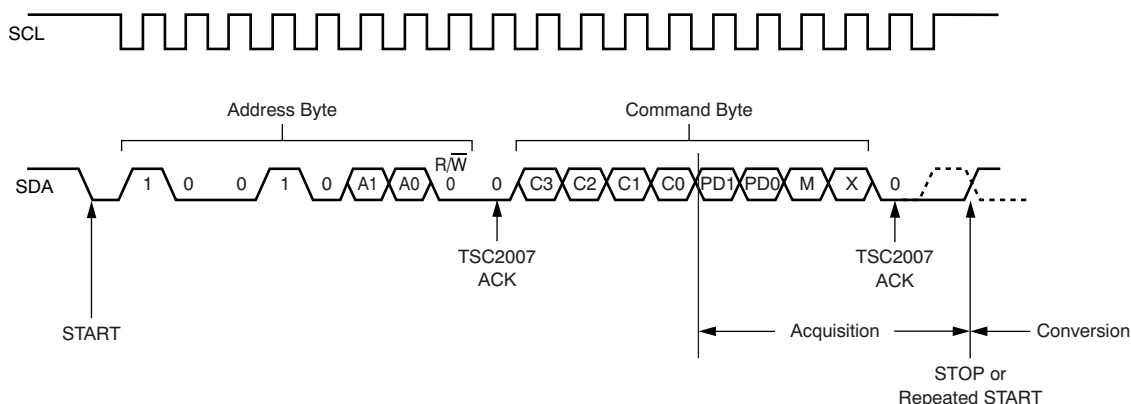 SCL
Address Byte
Command Byte
R/W
SDA
1 0 0 1 0 A1 A0 0 0 C3 C2 C1 C0 PD1 PD0 M X 0
TSC2007
ACK
TSC2007
ACK
START
Acquisition
Conversion
STOP or
Repeated START